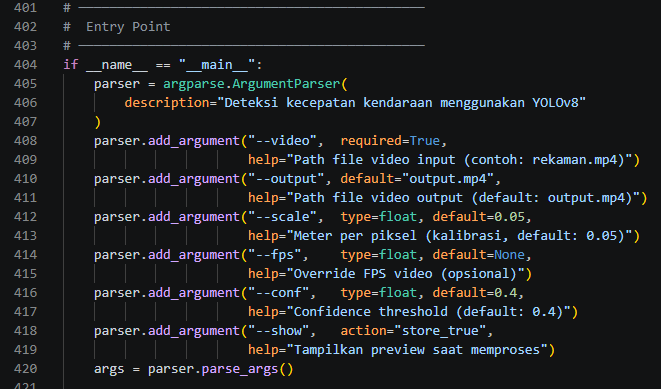 401 # ─────────────────────────────────────────────
402 #  Entry Point
403 # ─────────────────────────────────────────────
404 if __name__ == "__main__":
405     parser = argparse.ArgumentParser(
406         description="Deteksi kecepatan kendaraan menggunakan YOLOv8"
407     )
408     parser.add_argument("--video",  required=True,
409                         help="Path file video input (contoh: rekaman.mp4)")
410     parser.add_argument("--output", default="output.mp4",
411                         help="Path file video output (default: output.mp4)")
412     parser.add_argument("--scale",  type=float, default=0.05,
413                         help="Meter per piksel (kalibrasi, default: 0.05)")
414     parser.add_argument("--fps",    type=float, default=None,
415                         help="Override FPS video (opsional)")
416     parser.add_argument("--conf",   type=float, default=0.4,
417                         help="Confidence threshold (default: 0.4)")
418     parser.add_argument("--show",   action="store_true",
419                         help="Tampilkan preview saat memproses")
420     args = parser.parse_args()
421